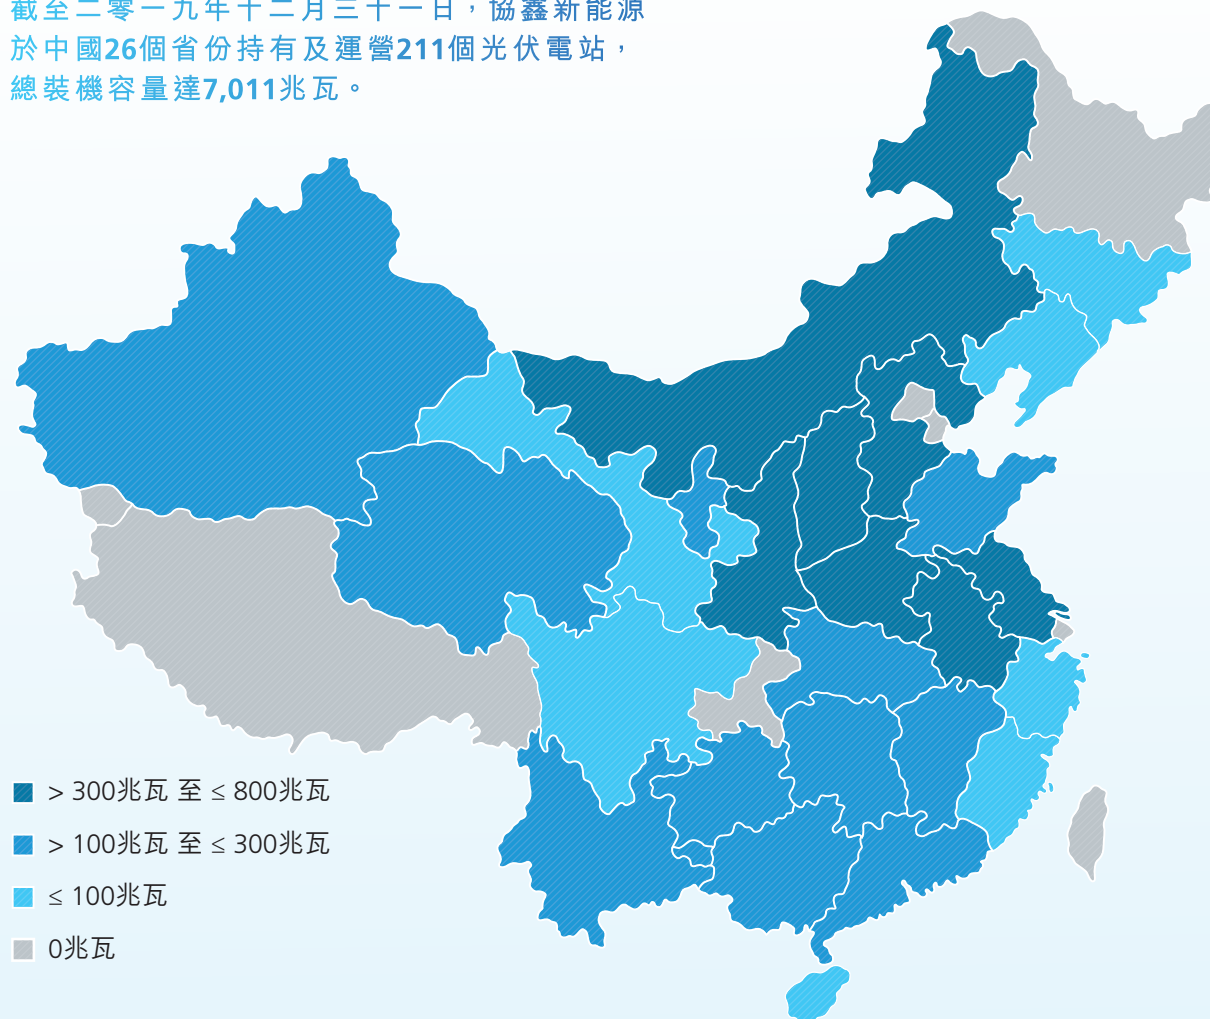 截至二零一九年十二月三十一日，協鑫新能源
於中國26個省份持有及運營211個光伏電站，
總裝機容量達7,011兆瓦。
> 300兆瓦 至 ≤ 800兆瓦
> 100兆瓦 至 ≤ 300兆瓦
≤ 100兆瓦
0兆瓦